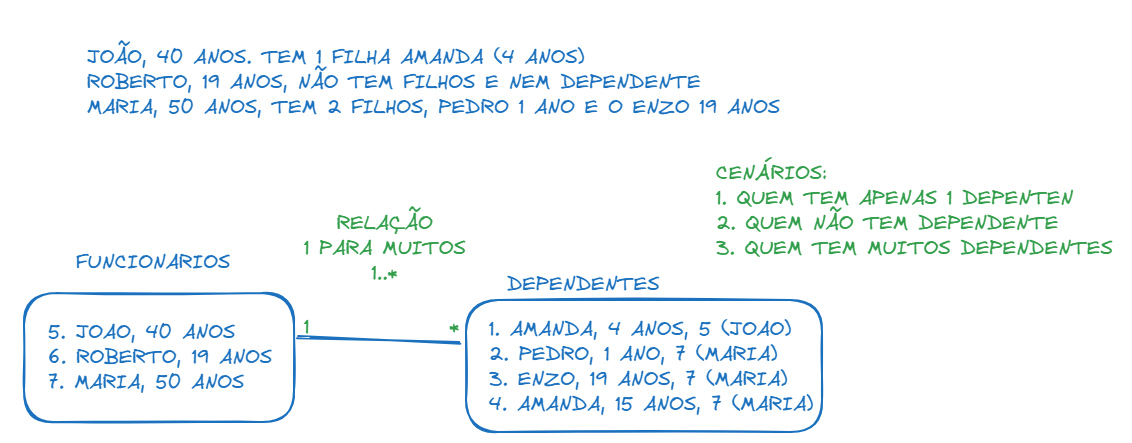 JOÃO, 40 ANOS. TEM 1 FILHA AMANDA (4 ANOS)
ROBERTO, 19 ANOS, NÃO TEM FILHOS E NEM DEPENDENTE
MARIA, 50 ANOS, TEM 2 FILHOS, PEDRO 1 ANO E O ENZO 19 ANOS
CENÁRIOS:
1. QUEM TEM APENAS 1 DEPENTEN
2. QUEM NÃO TEM DEPENDENTE
3. QUEM TEM MUITOS DEPENDENTES
RELAÇÃO
1 PARA MUITOS
1..*
FUNCIONARIOS
5. JOAO, 40 ANOS
6. ROBERTO, 19 ANOS
7. MARIA, 50 ANOS
1
*
DEPENDENTES
1. AMANDA, 4 ANOS, 5 (JOAO)
2. PEDRO, 1 ANO, 7 (MARIA)
3. ENZO, 19 ANOS, 7 (MARIA)
4. AMANDA, 15 ANOS, 7 (MARIA)